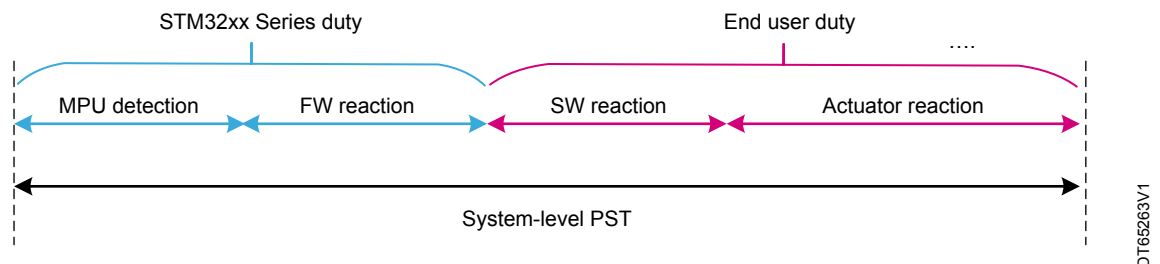 STM32xx Series duty
End user duty
....
MPU detection
FW reaction
SW reaction
Actuator reaction
System-level PST
DT65263V1